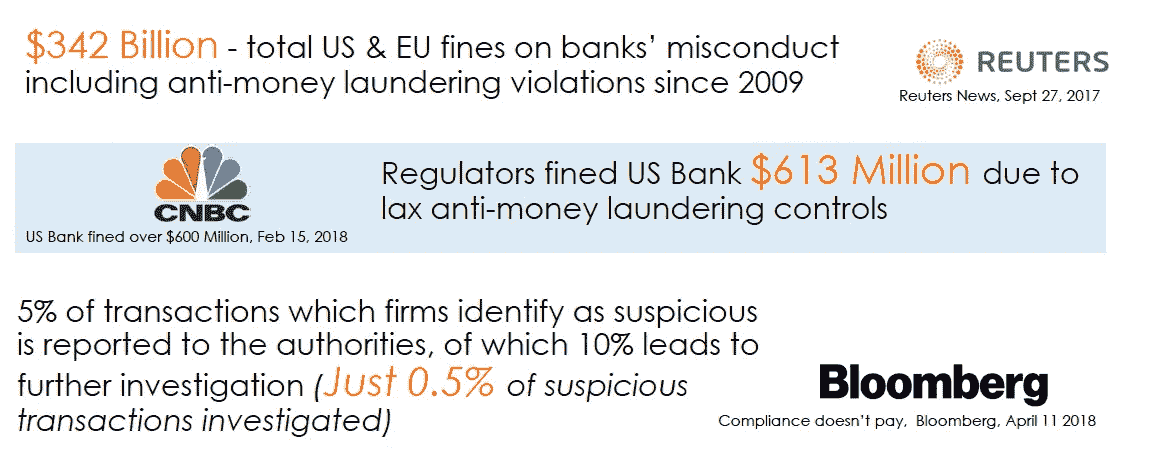 $342 Billion - total US & EU fines on banks’ misconduct
including anti-money laundering violations since 2009
REUTERS
Reuters News, Sept 27, 2017
CNBC
US Bank fined over $600 Million, Feb 15, 2018
Regulators fined US Bank $613 Million due to
lax anti-money laundering controls
5% of transactions which firms identify as suspicious
is reported to the authorities, of which 10% leads to
further investigation (Just 0.5% of suspicious
transactions investigated)
Bloomberg
Compliance doesn’t pay, Bloomberg, April 11 2018